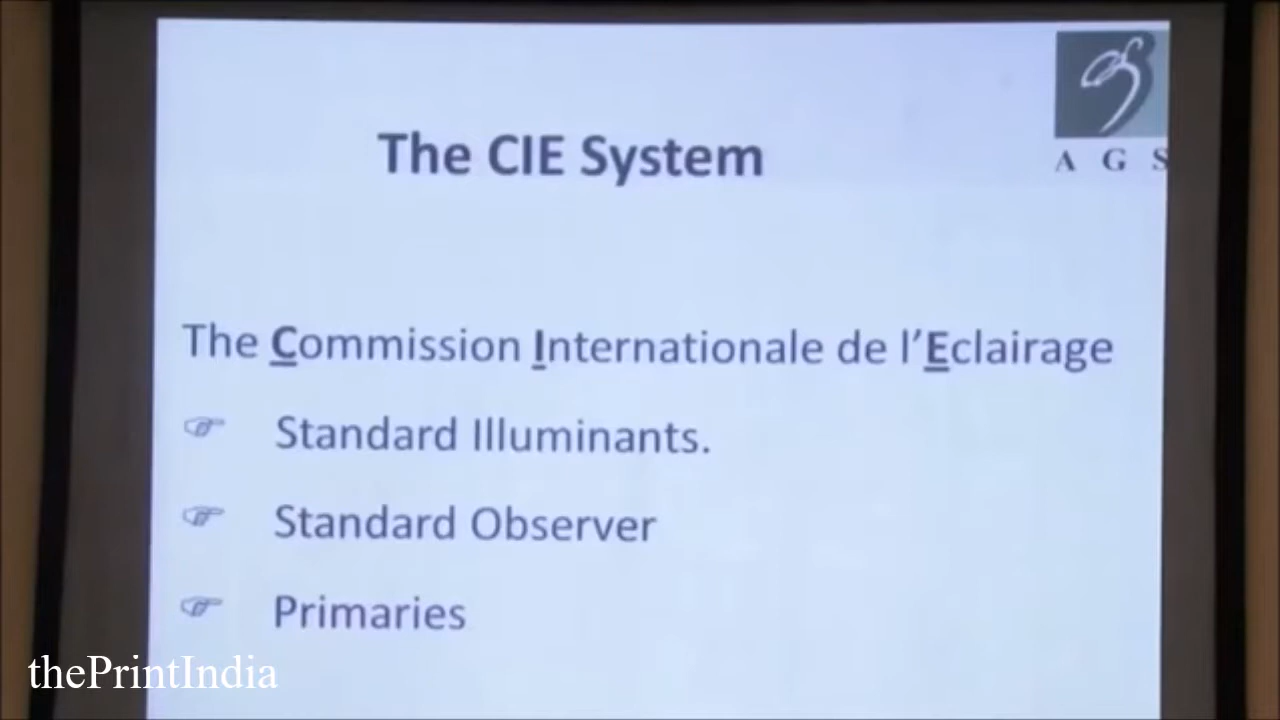 A G S
The CIE System
The Commission Internationale de l'Eclairage
Standard Illuminants.
Standard Observer
Primaries
thePrintIndia